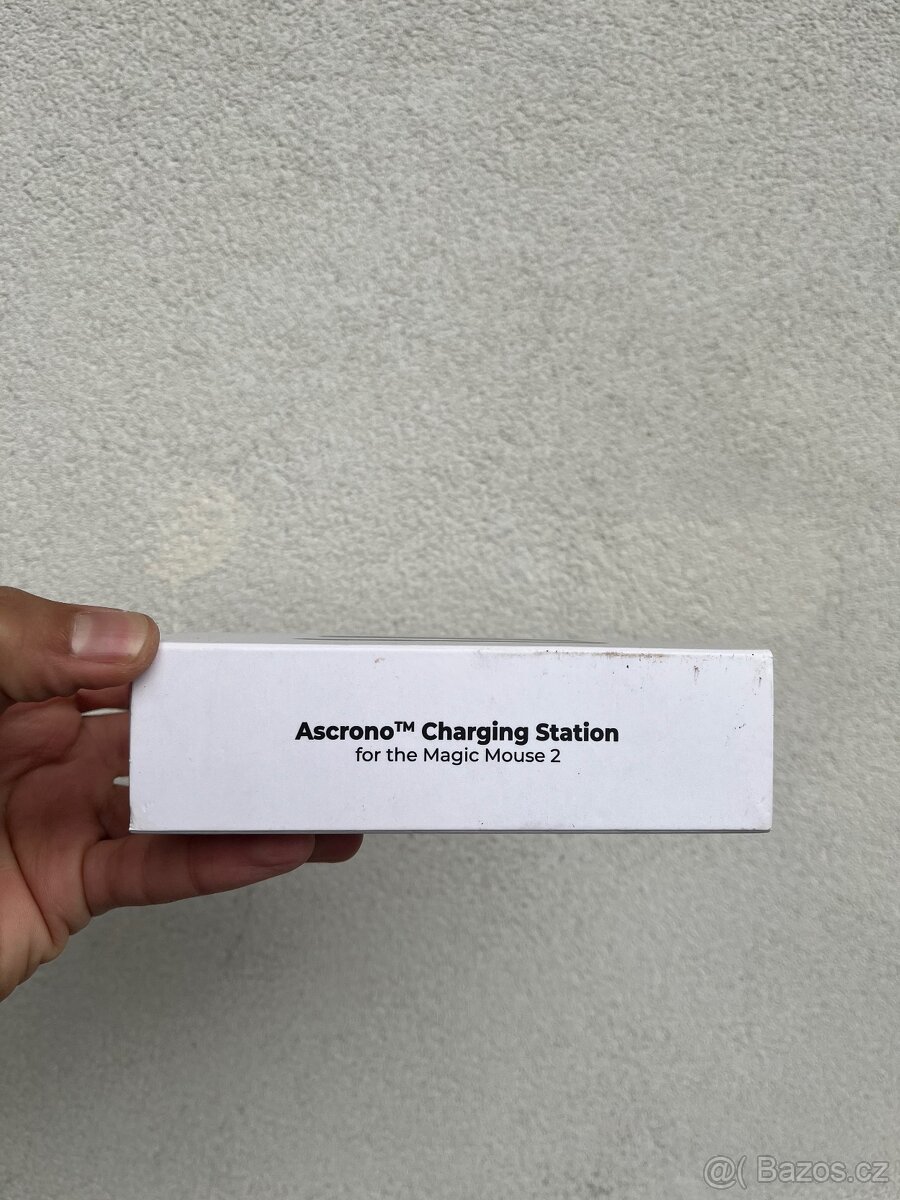 Ascrono™ Charging Station
for the Magic Mouse 2
@( Bazos.cz